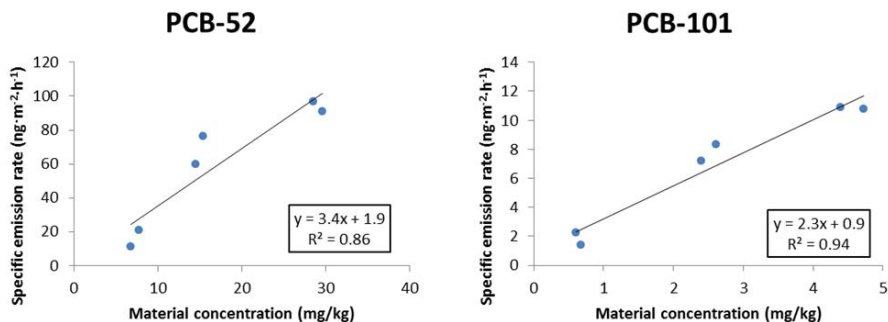 PCB-52
Specific emission rate (ng·m⁻²·h⁻¹)
140
120
100
80
60
40
20
0
y = 3.4x + 1.9
R² = 0.86
0 10 20 30 40
Material concentration (mg/kg)
PCB-101
Specific emission rate (ng·m⁻²·h⁻¹)
14
12
10
8
6
4
2
0
y = 2.3x + 0.9
R² = 0.94
0 1 2 3 4 5
Material concentration (mg/kg)